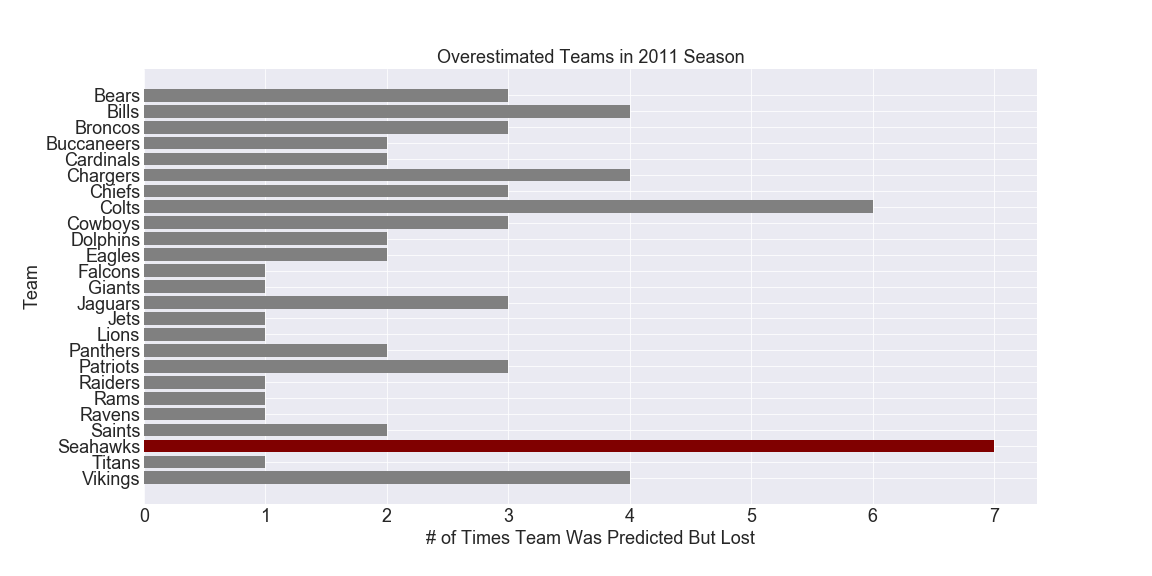 Overestimated Teams in 2011 Season
Team
Bears
Bills
Broncos
Buccaneers
Cardinals
Chargers
Chiefs
Colts
Cowboys
Dolphins
Eagles
Falcons
Giants
Jaguars
Jets
Lions
Panthers
Patriots
Raiders
Rams
Ravens
Saints
Seahawks
Titans
Vikings
0 1 2 3 4 5 6 7
# of Times Team Was Predicted But Lost